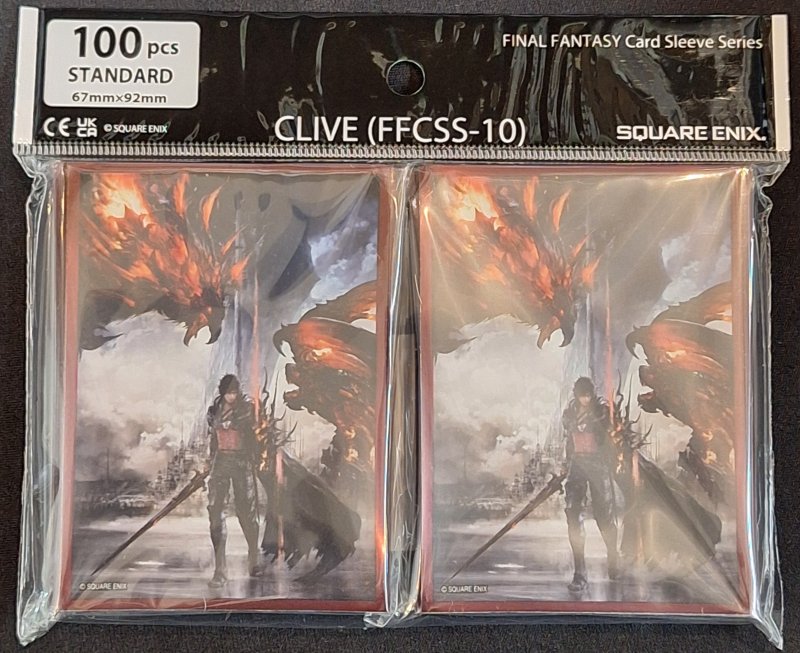 100 pcs
STANDARD
67mm×92mm
FINAL FANTASY Card Sleeve Series
CE UK CA © SQUARE ENIX
CLIVE (FFCSS-10)
SQUARE ENIX.
© SQUARE ENIX
© SQUARE ENIX